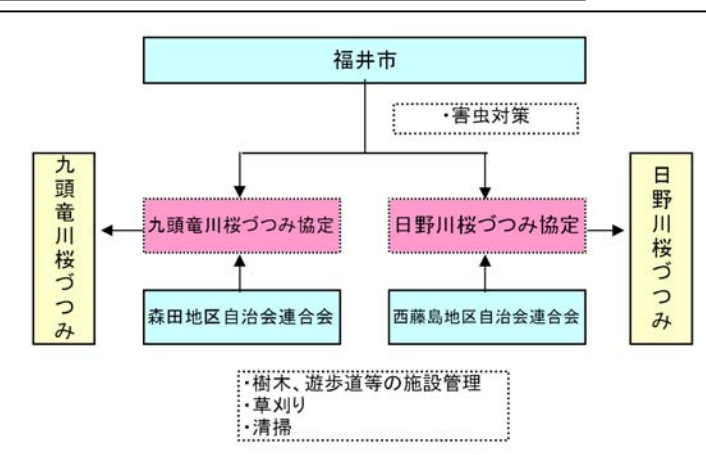 福井市
・害虫対策
九頭竜川桜づつみ
九頭竜川桜づつみ協定
日野川桜づつみ協定
日野川桜づつみ
森田地区自治会連合会
西藤島地区自治会連合会
・樹木、遊歩道等の施設管理
・草刈り
・清掃